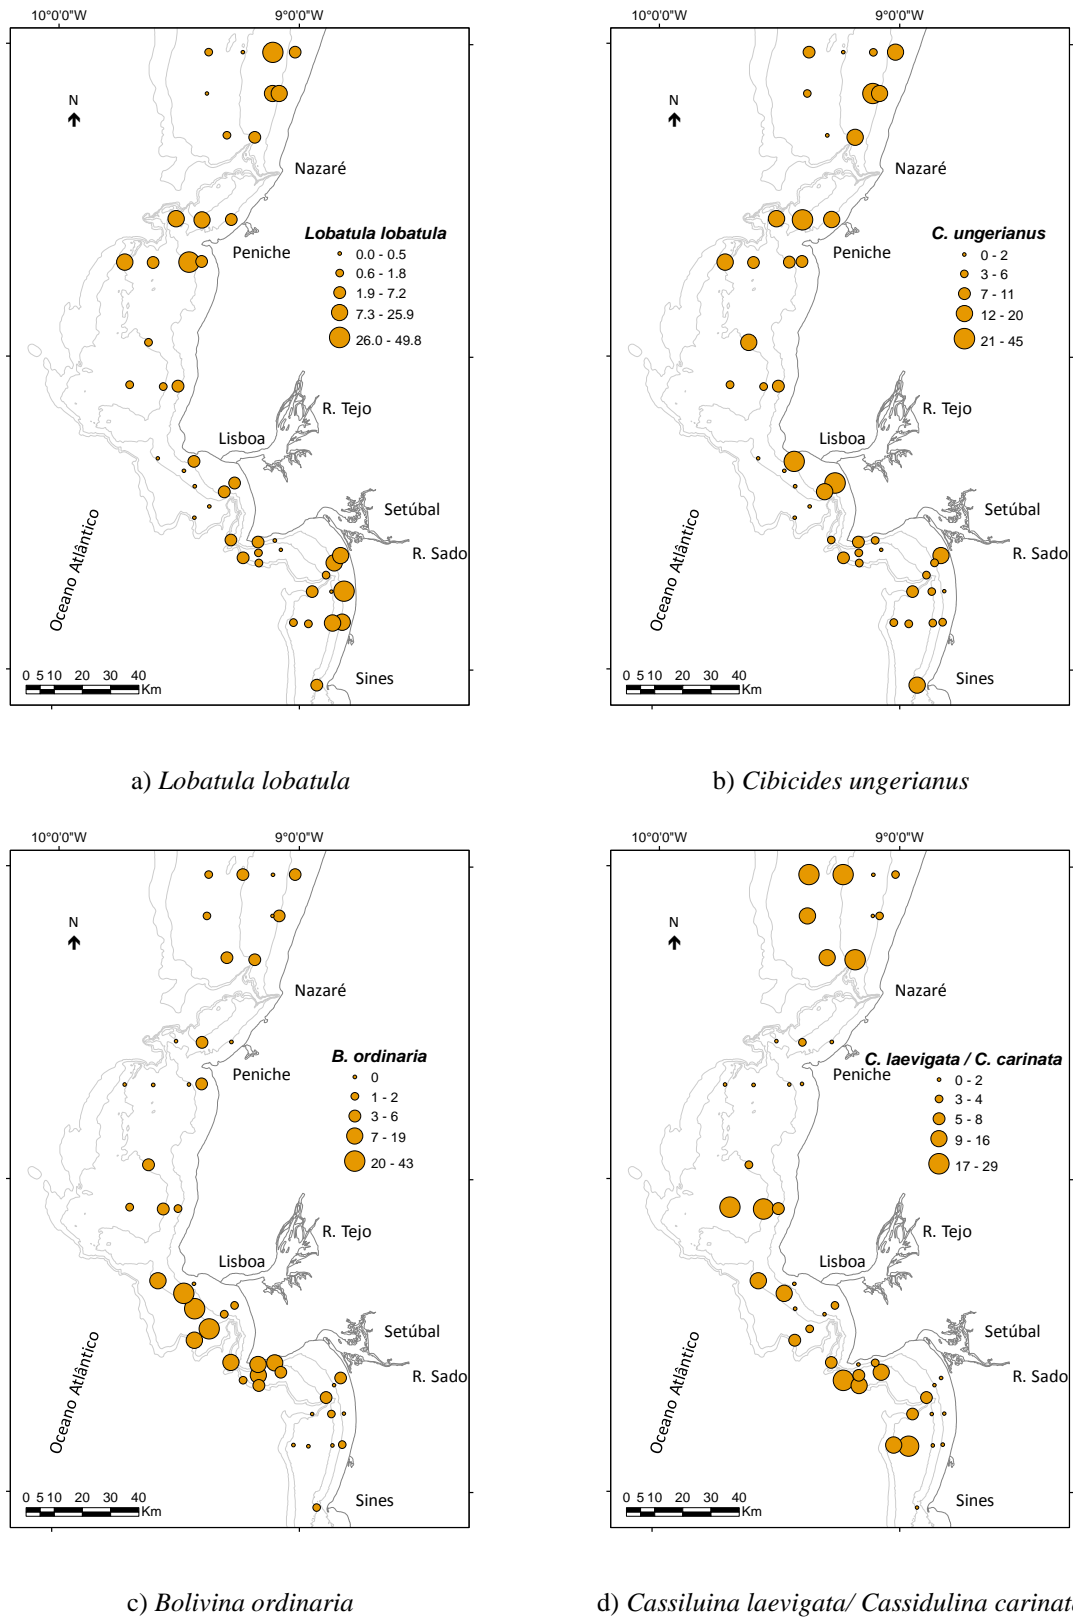 10°0'0"W
9°0'0"W
N
Nazaré
Lobatula lobatula
Peniche
0.0 - 0.5
0.6 - 1.8
1.9 - 7.2
7.3 - 25.9
26.0 - 49.8
R. Tejo
Lisboa
Setúbal
R. Sado
Oceano Atlântico
Sines
0 5 10 20 30 40
Km
a) Lobatula lobatula
10°0'0"W
9°0'0"W
N
Nazaré
C. ungerianus
Peniche
0 - 2
3 - 6
7 - 11
12 - 20
21 - 45
R. Tejo
Lisboa
Setúbal
R. Sado
Oceano Atlântico
Sines
0 5 10 20 30 40
Km
b) Cibicides ungerianus
10°0'0"W
9°0'0"W
N
Nazaré
B. ordinaria
Peniche
0
1 - 2
3 - 6
7 - 19
20 - 43
R. Tejo
Lisboa
Setúbal
R. Sado
Oceano Atlântico
Sines
0 5 10 20 30 40
Km
c) Bolivina ordinaria
10°0'0"W
9°0'0"W
N
Nazaré
C. laevigata / C. carinata
Peniche
0 - 2
3 - 4
5 - 8
9 - 16
17 - 29
R. Tejo
Lisboa
Setúbal
R. Sado
Oceano Atlântico
Sines
0 5 10 20 30 40
Km
d) Cassiluina laevigata/ Cassidulina carinat